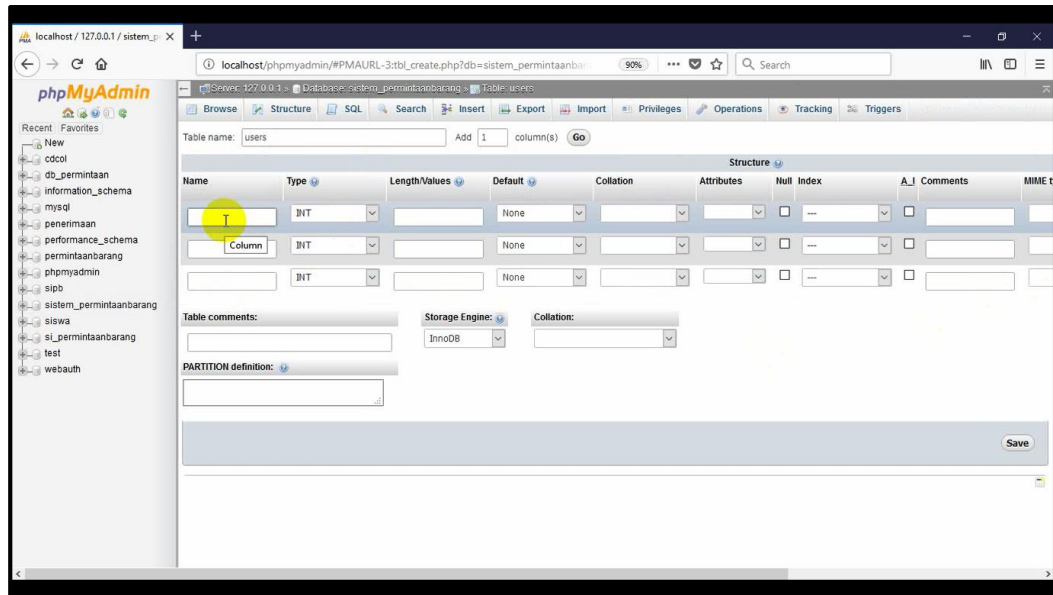 localhost / 127.0.0.1 / sistem_p
localhost/phpmyadmin/#PMAURL-3:tbl_create.php?db=sistem_permintaanbar
90%
Search
phpMyAdmin
Recent Favorites
New
cdcol
db_permintaan
information_schema
mysql
penerimaan
performance_schema
permintaanbarang
phpmyadmin
sipb
sistem_permintaanbarang
siswa
si_permintaanbarang
test
webauth
Server: 127.0.0.1 » Database: sistem_permintaanbarang » Table: users
Browse Structure SQL Search Insert Export Import Privileges Operations Tracking Triggers
Table name: users Add 1 column(s) Go
Structure
Name Type Length/Values Default Collation Attributes Null Index A_I Comments MIME t
INT None ---
Column INT None ---
INT None ---
Table comments: Storage Engine: Collation:
InnoDB
PARTITION definition:
Save